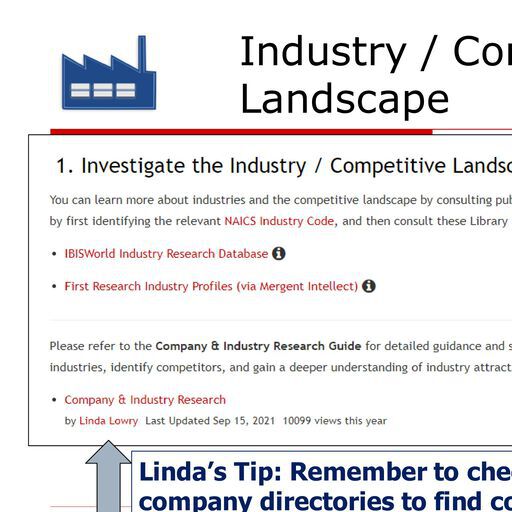 Industry / Co
Landscape
1. Investigate the Industry / Competitive Lands
You can learn more about industries and the competitive landscape by consulting pub
by first identifying the relevant NAICS Industry Code, and then consult these Library
• IBISWorld Industry Research Database
• First Research Industry Profiles (via Mergent Intellect)
Please refer to the Company & Industry Research Guide for detailed guidance and s
industries, identify competitors, and gain a deeper understanding of industry attract
• Company & Industry Research
by Linda Lowry Last Updated Sep 15, 2021 10099 views this year
Linda's Tip: Remember to che
company directories to find co